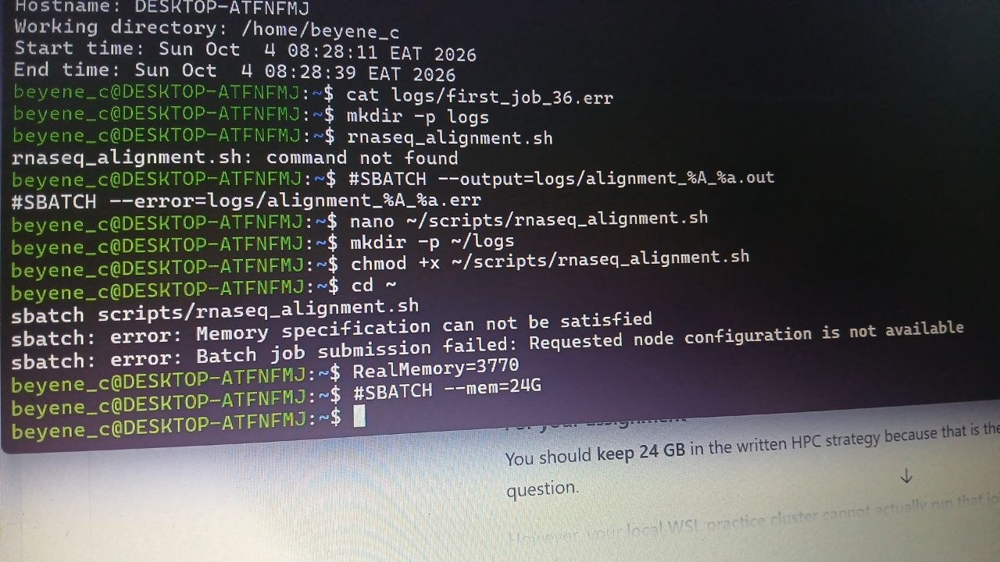 Hostname: DESKTOP-ATFNFMJ
Working directory: /home/beyene_c
Start time: Sun Oct  4 08:28:11 EAT 2026
End time: Sun Oct  4 08:28:39 EAT 2026
beyene_c@DESKTOP-ATFNFMJ:~$ cat logs/first_job_36.err
beyene_c@DESKTOP-ATFNFMJ:~$ mkdir -p logs
beyene_c@DESKTOP-ATFNFMJ:~$ rnaseq_alignment.sh
rnaseq_alignment.sh: command not found
beyene_c@DESKTOP-ATFNFMJ:~$ #SBATCH --output=logs/alignment_%A_%a.out
#SBATCH --error=logs/alignment_%A_%a.err
beyene_c@DESKTOP-ATFNFMJ:~$ nano ~/scripts/rnaseq_alignment.sh
beyene_c@DESKTOP-ATFNFMJ:~$ mkdir -p ~/logs
beyene_c@DESKTOP-ATFNFMJ:~$ chmod +x ~/scripts/rnaseq_alignment.sh
beyene_c@DESKTOP-ATFNFMJ:~$ cd ~
sbatch scripts/rnaseq_alignment.sh
sbatch: error: Memory specification can not be satisfied
sbatch: error: Batch job submission failed: Requested node configuration is not available
beyene_c@DESKTOP-ATFNFMJ:~$ RealMemory=3770
beyene_c@DESKTOP-ATFNFMJ:~$ #SBATCH --mem=24G
beyene_c@DESKTOP-ATFNFMJ:~$
For your assignment
You should keep 24 GB in the written HPC strategy because that is the
question.
However, your local WSL practice cluster cannot actually run that